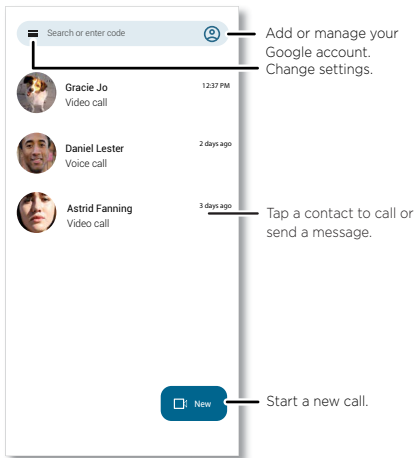 Search or enter code
Add or manage your
Google account.
Change settings.
Gracie Jo
12:37 PM
Video call
Daniel Lester
2 days ago
Voice call
Astrid Fanning
3 days ago
Video call
Tap a contact to call or
send a message.
New
Start a new call.